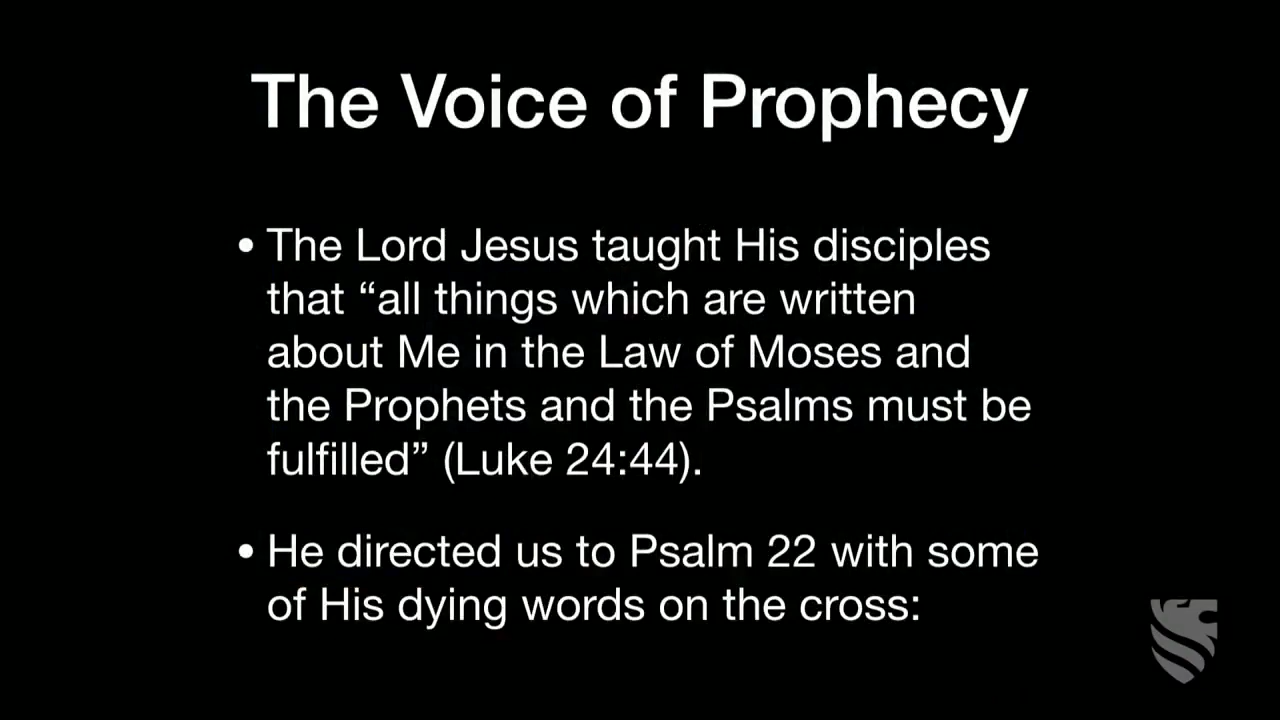 The Voice of Prophecy
• The Lord Jesus taught His disciples
that “all things which are written
about Me in the Law of Moses and
the Prophets and the Psalms must be
fulfilled” (Luke 24:44).
• He directed us to Psalm 22 with some
of His dying words on the cross: